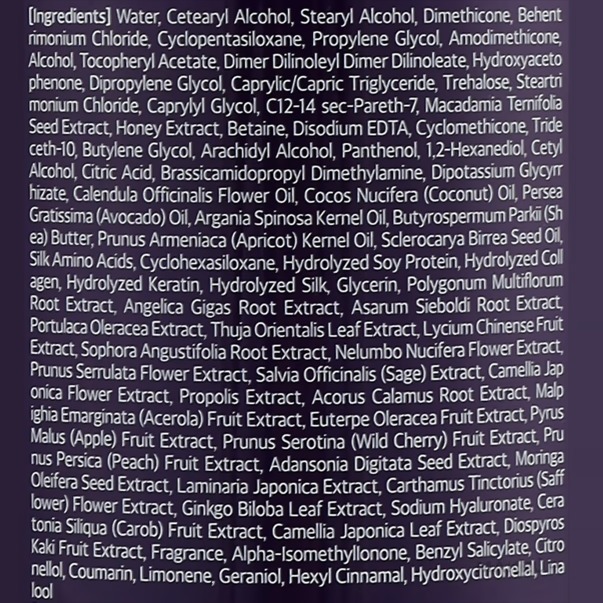 [Ingredients] Water, Cetearyl Alcohol, Stearyl Alcohol, Dimethicone, Behent
rimonium Chloride, Cyclopentasiloxane, Propylene Glycol, Amodimethicone,
Alcohol, Tocopheryl Acetate, Dimer Dilinoleyl Dimer Dilinoleate, Hydroxyaceto
phenone, Dipropylene Glycol, Caprylic/Capric Triglyceride, Trehalose, Steartri
monium Chloride, Caprylyl Glycol, C12-14 sec-Pareth-7, Macadamia Ternifolia
Seed Extract, Honey Extract, Betaine, Disodium EDTA, Cyclomethicone, Tride
ceth-10, Butylene Glycol, Arachidyl Alcohol, Panthenol, 1,2-Hexanediol, Cetyl
Alcohol, Citric Acid, Brassicamidopropyl Dimethylamine, Dipotassium Glycyrr
hizate, Calendula Officinalis Flower Oil, Cocos Nucifera (Coconut) Oil, Persea
Gratissima (Avocado) Oil, Argania Spinosa Kernel Oil, Butyrospermum Parkii (Sh
ea) Butter, Prunus Armeniaca (Apricot) Kernel Oil, Sclerocarya Birrea Seed Oil,
Silk Amino Acids, Cyclohexasiloxane, Hydrolyzed Soy Protein, Hydrolyzed Coll
agen, Hydrolyzed Keratin, Hydrolyzed Silk, Glycerin, Polygonum Multiflorum
Root Extract, Angelica Gigas Root Extract, Asarum Sieboldi Root Extract,
Portulaca Oleracea Extract, Thuja Orientalis Leaf Extract, Lycium Chinense Fruit
Extract, Sophora Angustifolia Root Extract, Nelumbo Nucifera Flower Extract,
Prunus Serrulata Flower Extract, Salvia Officinalis (Sage) Extract, Camellia Jap
onica Flower Extract, Propolis Extract, Acorus Calamus Root Extract, Malp
ighia Emarginata (Acerola) Fruit Extract, Euterpe Oleracea Fruit Extract, Pyrus
Malus (Apple) Fruit Extract, Prunus Serotina (Wild Cherry) Fruit Extract, Pru
nus Persica (Peach) Fruit Extract, Adansonia Digitata Seed Extract, Moringa
Oleifera Seed Extract, Laminaria Japonica Extract, Carthamus Tinctorius (Saff
lower) Flower Extract, Ginkgo Biloba Leaf Extract, Sodium Hyaluronate, Cera
tonia Siliqua (Carob) Fruit Extract, Camellia Japonica Leaf Extract, Diospyros
Kaki Fruit Extract, Fragrance, Alpha-Isomethyllonone, Benzyl Salicylate, Citro
nellol, Coumarin, Limonene, Geraniol, Hexyl Cinnamal, Hydroxycitronellal, Lina
lool